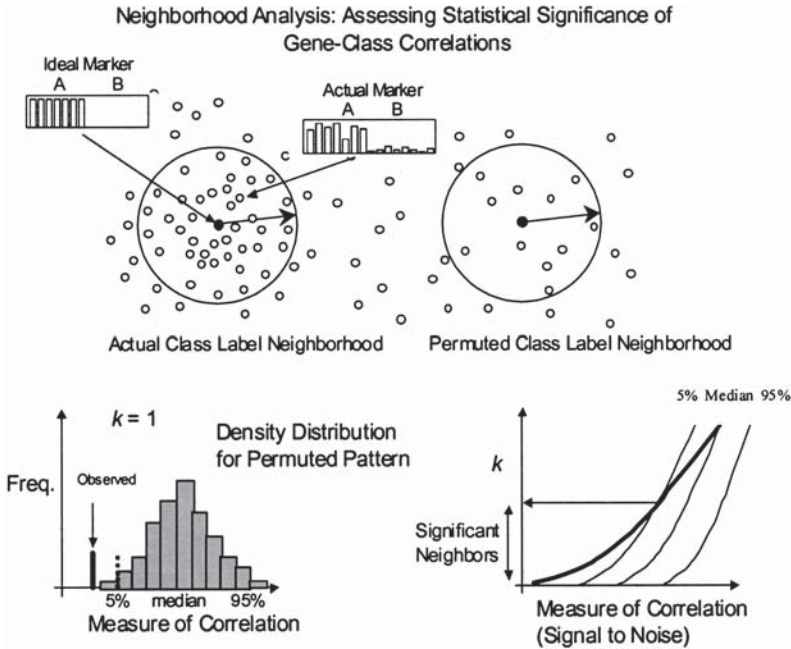 Neighborhood Analysis: Assessing Statistical Significance of
Gene-Class Correlations
Ideal Marker
A B
Actual Marker
A B
Actual Class Label Neighborhood
Permuted Class Label Neighborhood
k = 1
Density Distribution
for Permuted Pattern
Freq.
Observed
5% median 95%
Measure of Correlation
5% Median 95%
k
Significant
Neighbors
Measure of Correlation
(Signal to Noise)